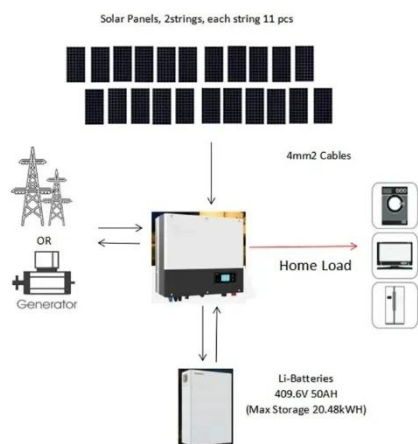 Solar Panels, 2strings, each string 11 pcs
4mm2 Cables
OR
Generator
Home Load
Li-Batteries
409.6V 50AH
(Max Storage 20.48kWH)